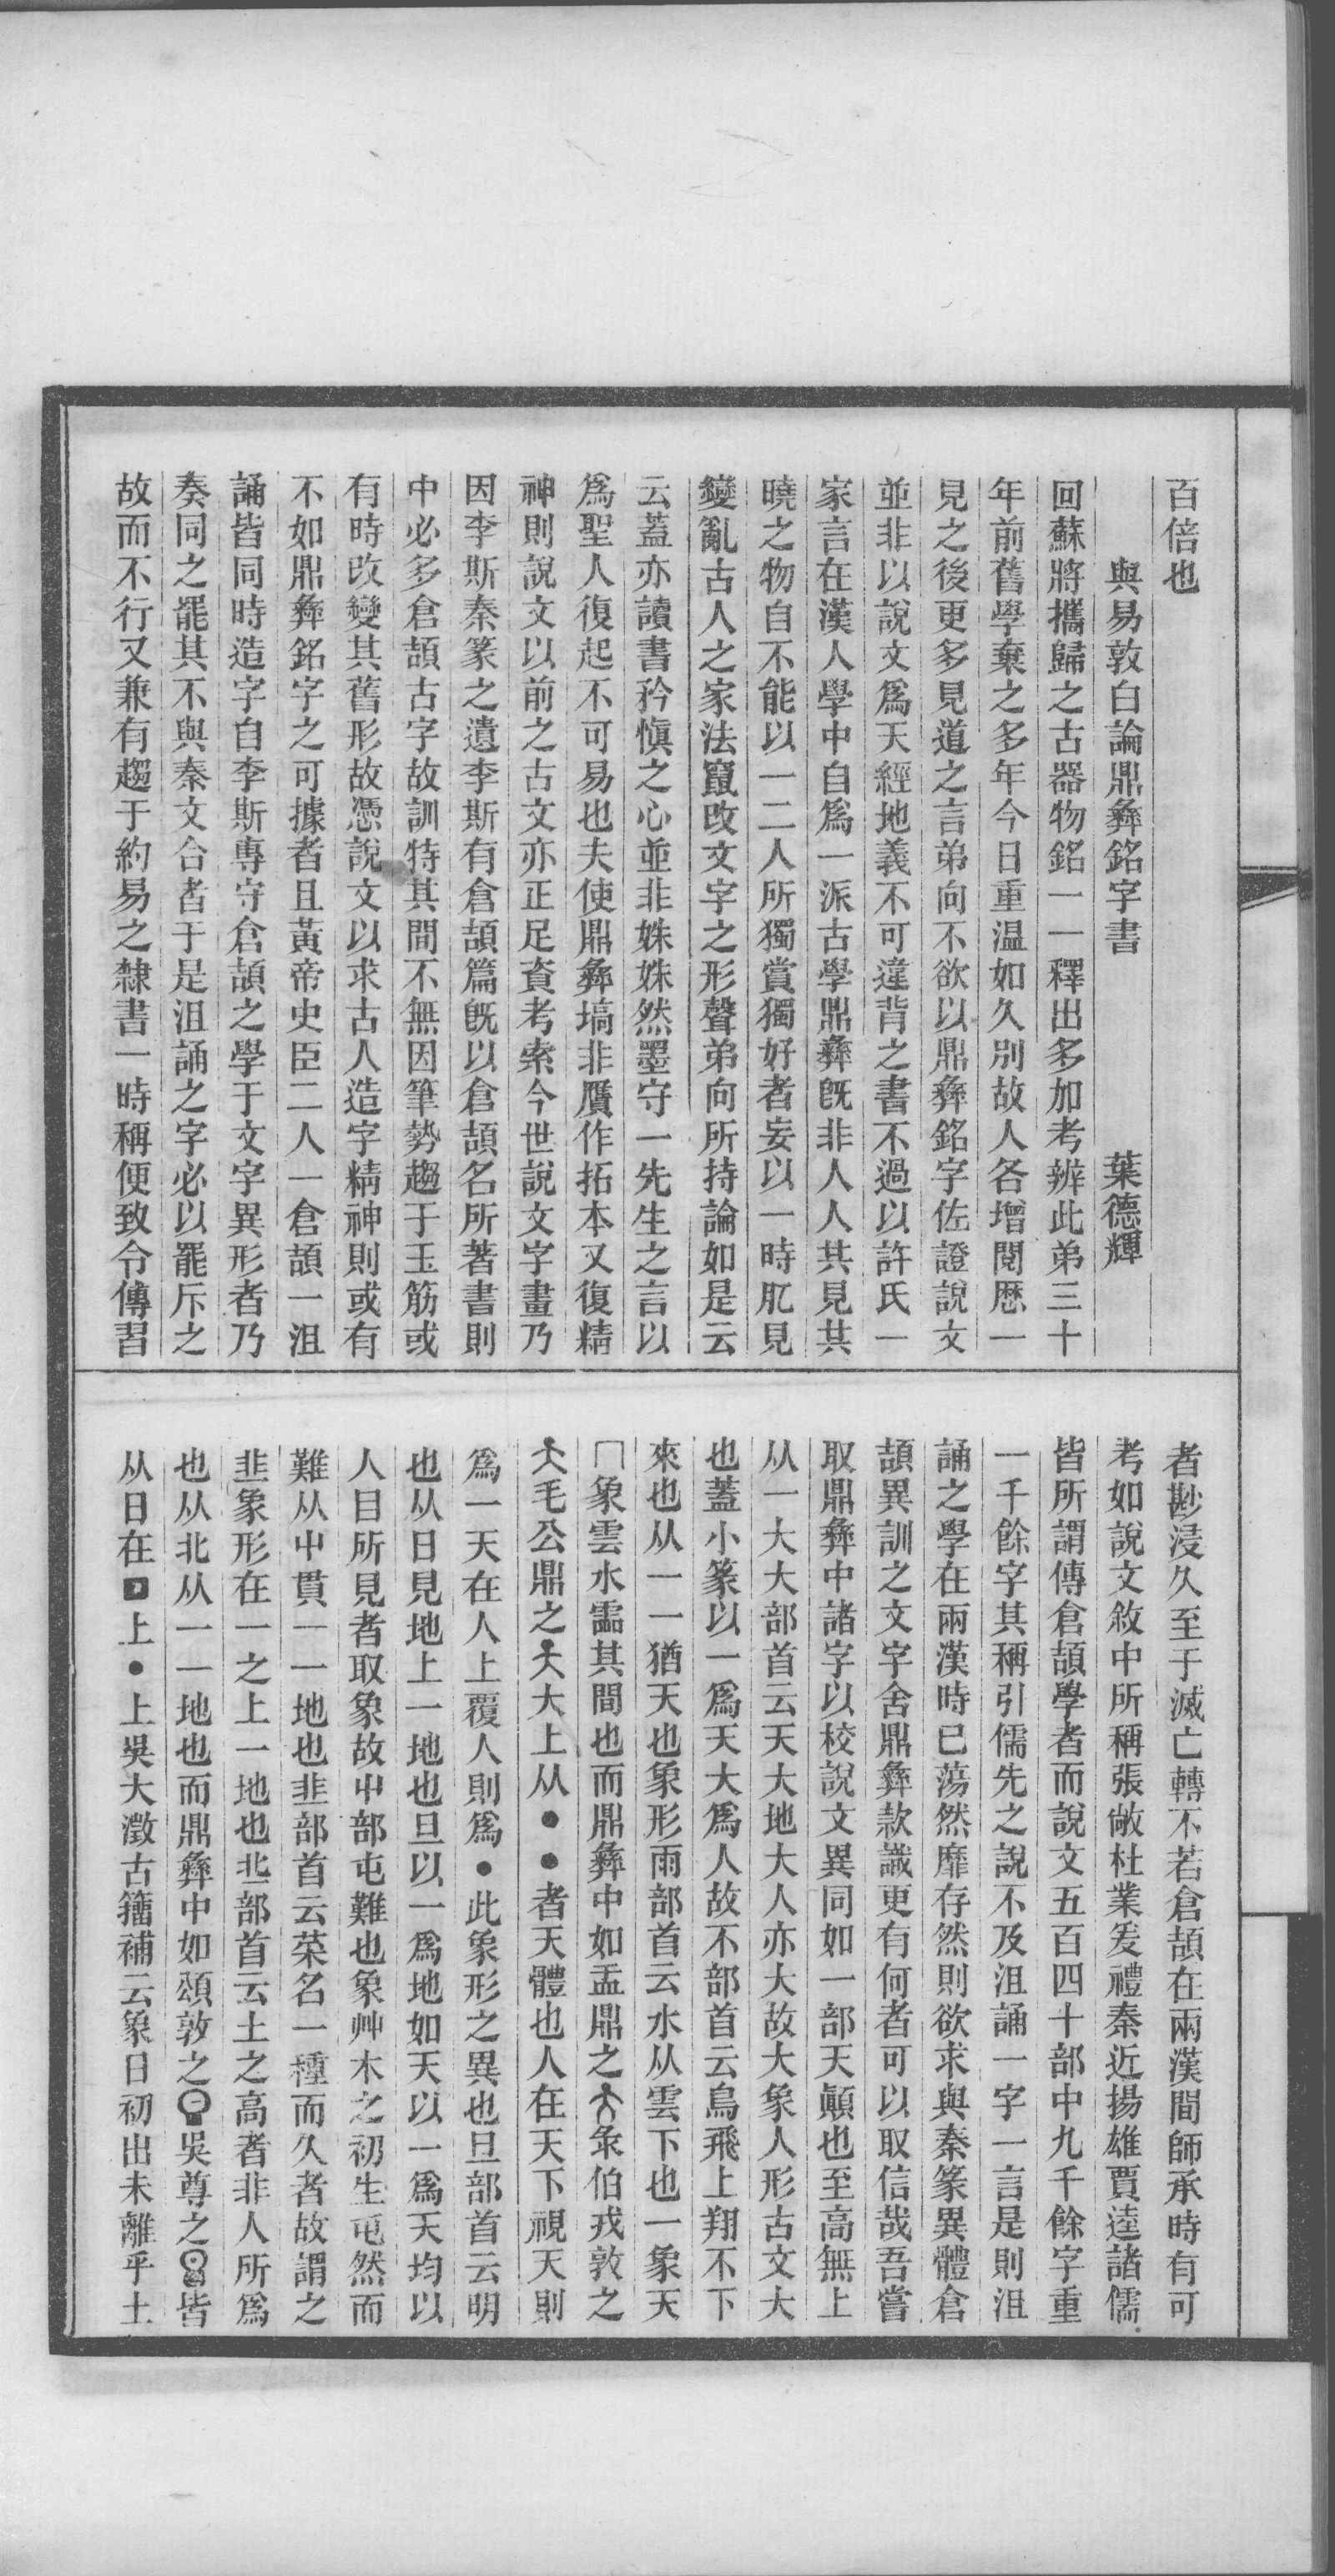 百倍也
與易敦白論鼎彝銘字書　葉德輝
回蘇將攜歸之古器物銘一一釋出多加考辨此弟三十
年前舊學棄之多年今日重温如久別故人各增閱歷一
見之後更多見道之言弟向不欲以鼎彝銘字佐證說文
並非以說文爲天經地義不可違背之書不過以許氏一
家言在漢人學中自爲一派古學鼎彝既非人人共見其
曉之物自不能以一二人所獨賞獨好者妄以一時肊見
變亂古人之家法竄改文字之形聲弟向所持論如是云
云蓋亦讀書矜愼之心並非姝姝然墨守一先生之言以
爲聖人復起不可易也夫使鼎彝塙非贋作拓本又復精
神則說文以前之古文亦正足資考索今世說文字畫乃
因李斯秦篆之遺李斯有倉頡篇既以倉頡名所著書則
中必多倉頡古字故訓特其間不無因筆勢趨于玉筋或
有時改變其舊形故憑說文以求古人造字精神則或有
不如鼎彝銘字之可據者且黃帝史臣二人一倉頡一沮
誦皆同時造字自李斯專守倉頡之學于文字異形者乃
奏同之罷其不與秦文合者于是沮誦之字必以罷斥之
故而不行又兼有趨于約易之隸書一時稱便致令傳習
者尠浸久至于滅亡轉不若倉頡在兩漢間師承時有可
考如說文敘中所稱張敞杜業爰禮秦近揚雄賈逵諸儒
皆所謂傳倉頡學者而說文五百四十部中九千餘字重
一千餘字其稱引儒先之說不及沮誦一字一言是則沮
誦之學在兩漢時已蕩然靡存然則欲求與秦篆異體倉
頡異訓之文字舍鼎彝款識更有何者可以取信哉吾嘗
取鼎彝中諸字以校說文異同如一部天顚也至高無上
从一大大部首云天大地大人亦大故大象人形古文大
也蓋小篆以一爲天大爲人故不部首云鳥飛上翔不下
來也从一一猶天也象形雨部首云水从雲下也一象天
冂象雲水霝其間也而鼎彝中如盂鼎之彔伯戎敦之
毛公鼎之大上从●●者天體也人在天下視天則
爲一天在人上覆人則爲●此象形之異也旦部首云明
也从日見地上一地也旦以一爲地如天以一爲天均以
人目所見者取象故屮部屯難也象艸木之初生屯然而
難从屮貫一一地也韭部首云菜名一種而久者故謂之
韭象形在一之上一地也北部首云土之高者非人所爲
也从北从一一地也而鼎彝中如頌敦之吳尊之皆
从日在上●上吳大澂古籒補云象日初出未離乎土